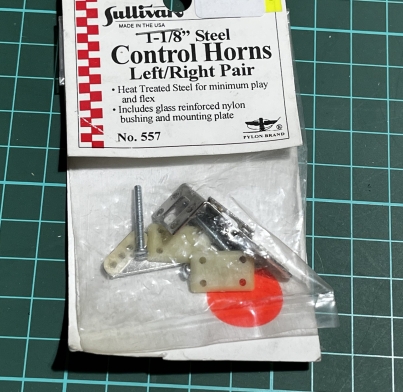 Sullivan
MADE IN THE USA
1-1/8" Steel
Control Horns
Left/Right Pair
• Heat Treated Steel for minimum play
and flex
• Includes glass reinforced nylon
bushing and mounting plate
No. 557
PYLON BRAND ®